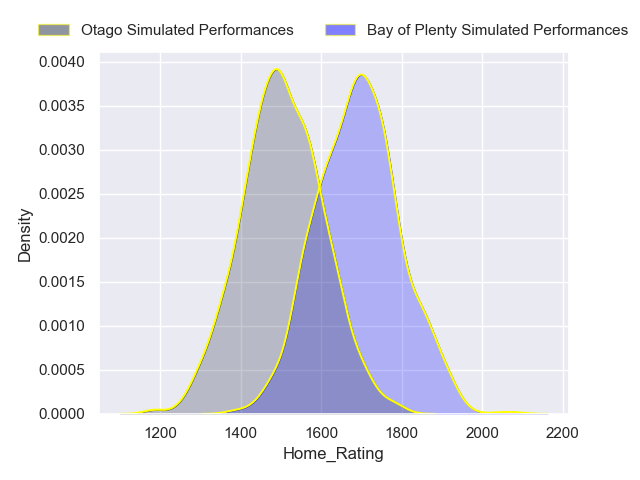 Otago Simulated Performances
Bay of Plenty Simulated Performances
0.0040
0.0035
0.0030
0.0025
0.0020
0.0015
0.0010
0.0005
0.0000
Density
1200 1400 1600 1800 2000 2200
Home_Rating